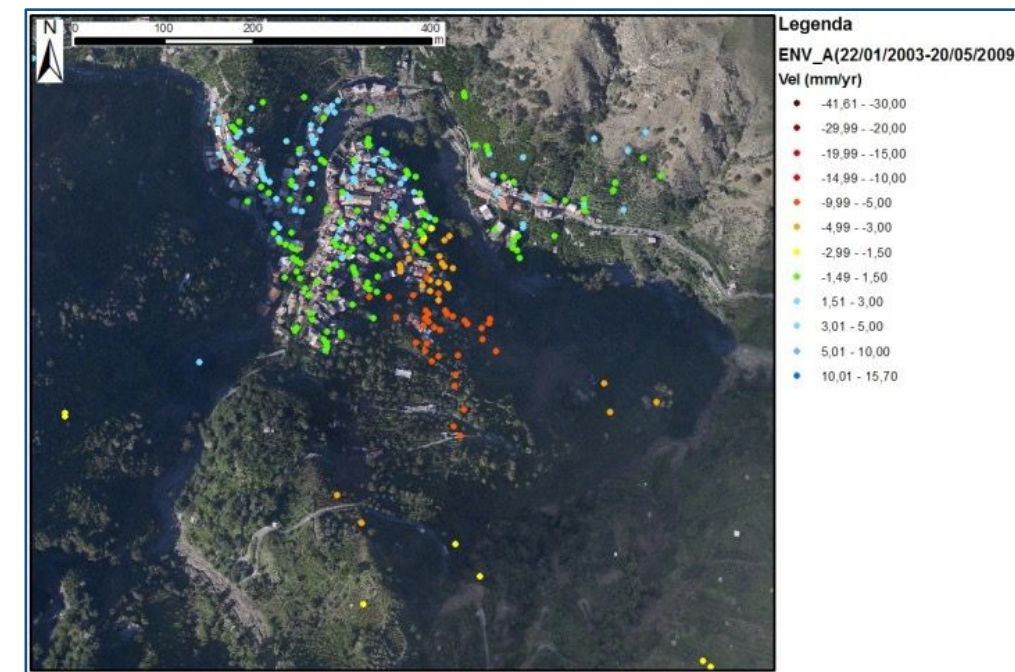 N
0 100 200 400
m
Legenda
ENV_A(22/01/2003-20/05/2009
Vel (mm/yr)
-41,61 - -30,00
-29,99 - -20,00
-19,99 - -15,00
-14,99 - -10,00
-9,99 - -5,00
-4,99 - -3,00
-2,99 - -1,50
-1,49 - 1,50
1,51 - 3,00
3,01 - 5,00
5,01 - 10,00
10,01 - 15,70